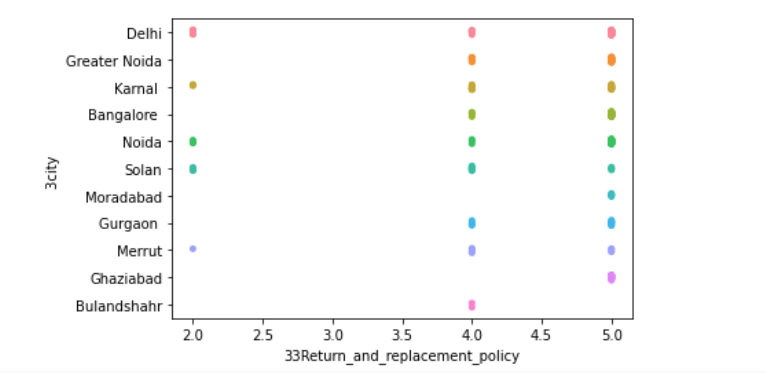 Delhi
Greater Noida
Karnal
Bangalore
Noida
Solan
Moradabad
Gurgaon
Merrut
Ghaziabad
Bulandshahr
3city
2.0 2.5 3.0 3.5 4.0 4.5 5.0
33Return_and_replacement_policy